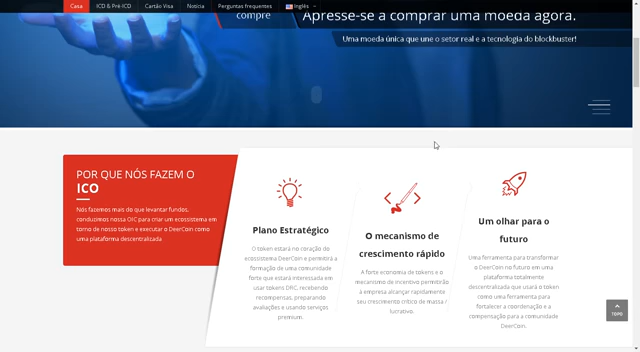 Casa
ICD & Pré-ICD
Cartão Visa
Notícia
Perguntas frequentes
Inglês
compre
Apresse-se a comprar uma moeda agora.
Uma moeda única que une o setor real e a tecnologia do blockbuster!
POR QUE NÓS FAZEM O
ICO
Nós fazemos mais do que levantar fundos,
conduzimos nossa OIC para criar um ecossistema em
torno de nosso token e executar o DeerCoin como
uma plataforma descentralizada
Plano Estratégico
O token estará no coração de
ecossistema DeerCoin e permitirá a
formação de uma comunidade
forte que estará interessada em
usar tokens DRC, recebendo
recompensas, preparando
avaliações e usando serviços
premium.
O mecanismo de
crescimento rápido
A forte economia de tokens e o
mecanismo de incentivo permitirão
à empresa alcançar rapidamente
seu crescimento crítico de massa /
lucrativo.
Um olhar para o
futuro
Uma ferramenta para transformar
o DeerCoin no futuro em uma
plataforma totalmente
descentralizada que usará o token
como uma ferramenta para
fortalecer a coordenação e a
compensação para a comunidade
DeerCoin.
TOPO